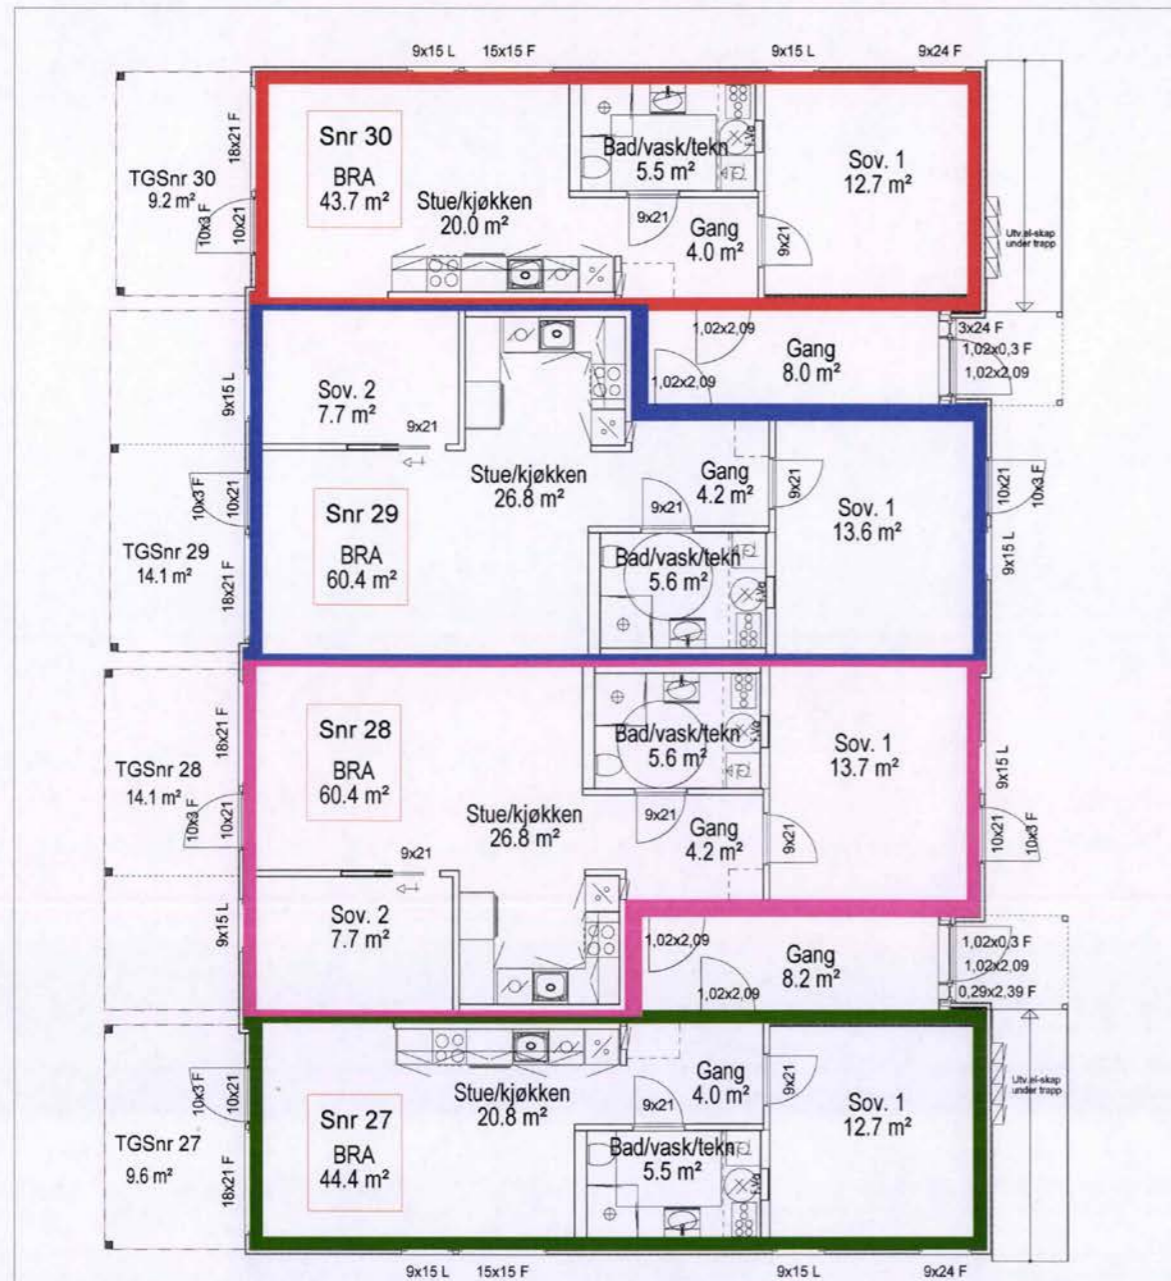 9x15 L
15x15 F
9x15 L
9x24 F
18x21 F
Snr 30
BRA
43.7 m²
Bad/vask/tekn
5.5 m²
Sov. 1
12.7 m²
TGSnr 30
9.2 m²
Stue/kjøkken
20.0 m²
10x3 F
10x21
9x21
Gang
4.0 m²
9x21
Utv.el-skap
under trapp
1,02x2,09
Gang
8.0 m²
3x24 F
1,02x0,3 F
1,02x2,09
1,02x2,09
9x15 L
Sov. 2
7.7 m²
9x21
Stue/kjøkken
26.8 m²
Gang
4.2 m²
9x21
9x21
10x3 F
10x21
Snr 29
BRA
60.4 m²
Sov. 1
13.6 m²
10x21
10x3 F
TGSnr 29
14.1 m²
18x21 F
Bad/vask/tekn
5.6 m²
9x15 L
18x21 F
Snr 28
BRA
60.4 m²
Bad/vask/tekn
5.6 m²
Sov. 1
13.7 m²
9x15 L
TGSnr 28
14.1 m²
10x3 F
10x21
Stue/kjøkken
26.8 m²
9x21
Gang
4.2 m²
9x21
10x21
10x3 F
9x21
9x15 L
Sov. 2
7.7 m²
1,02x2,09
Gang
8.2 m²
1,02x0,3 F
1,02x2,09
1,02x2,09
0,29x2,39 F
10x3 F
10x21
Stue/kjøkken
20.8 m²
Gang
4.0 m²
9x21
9x21
Sov. 1
12.7 m²
Utv.el-skap
under trapp
Snr 27
BRA
44.4 m²
TGSnr 27
9.6 m²
18x21 F
Bad/vask/tekn
5.5 m²
9x15 L
15x15 F
9x15 L
9x24 F